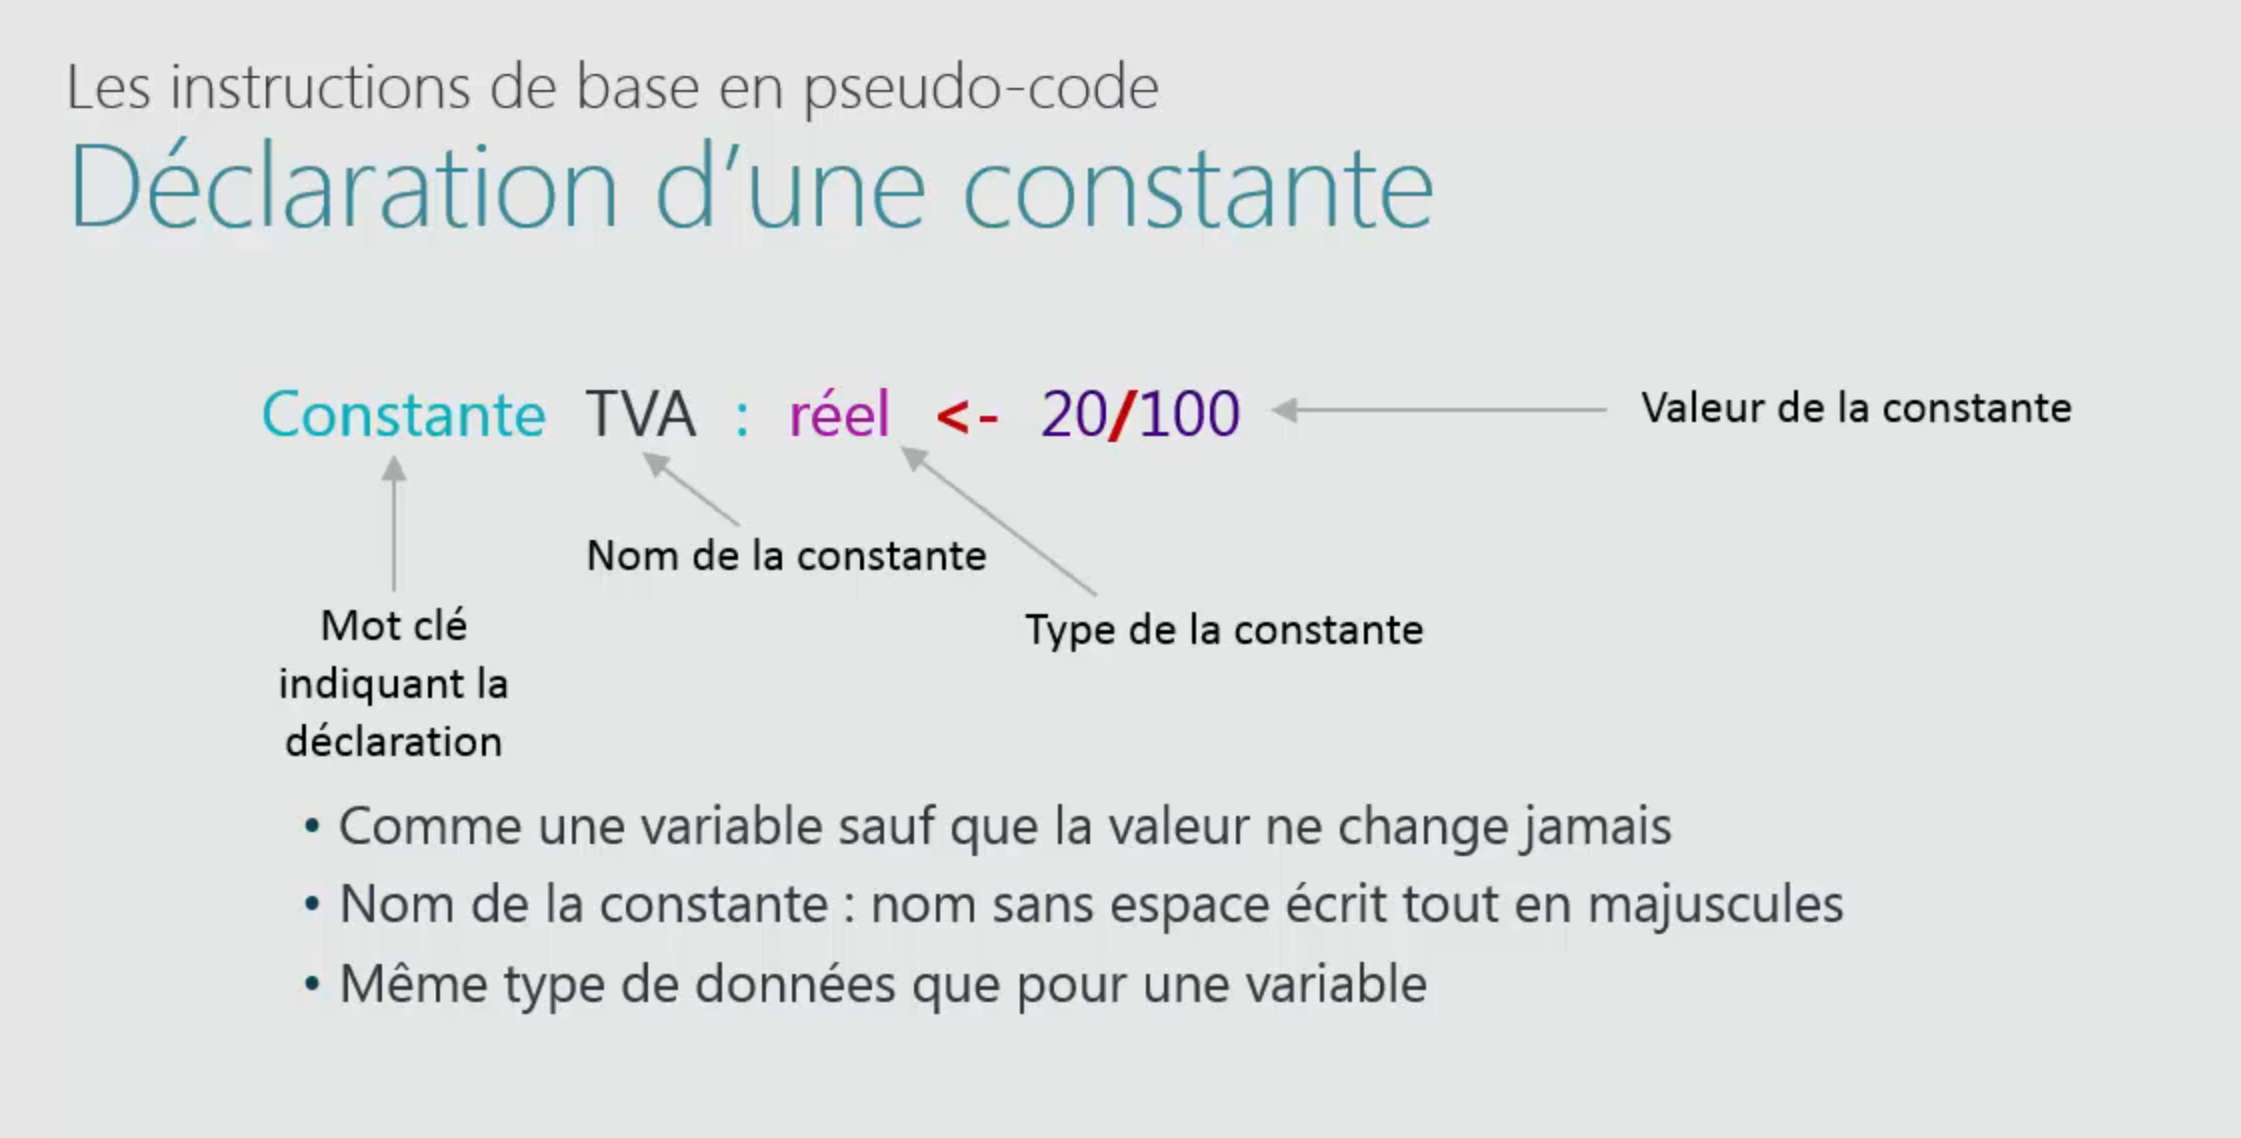 Les instructions de base en pseudo-code
Déclaration d'une constante
Constante TVA : réel <- 20/100
Valeur de la constante
Nom de la constante
Type de la constante
Mot clé
indiquant la
déclaration
• Comme une variable sauf que la valeur ne change jamais
• Nom de la constante : nom sans espace écrit tout en majuscules
• Même type de données que pour une variable